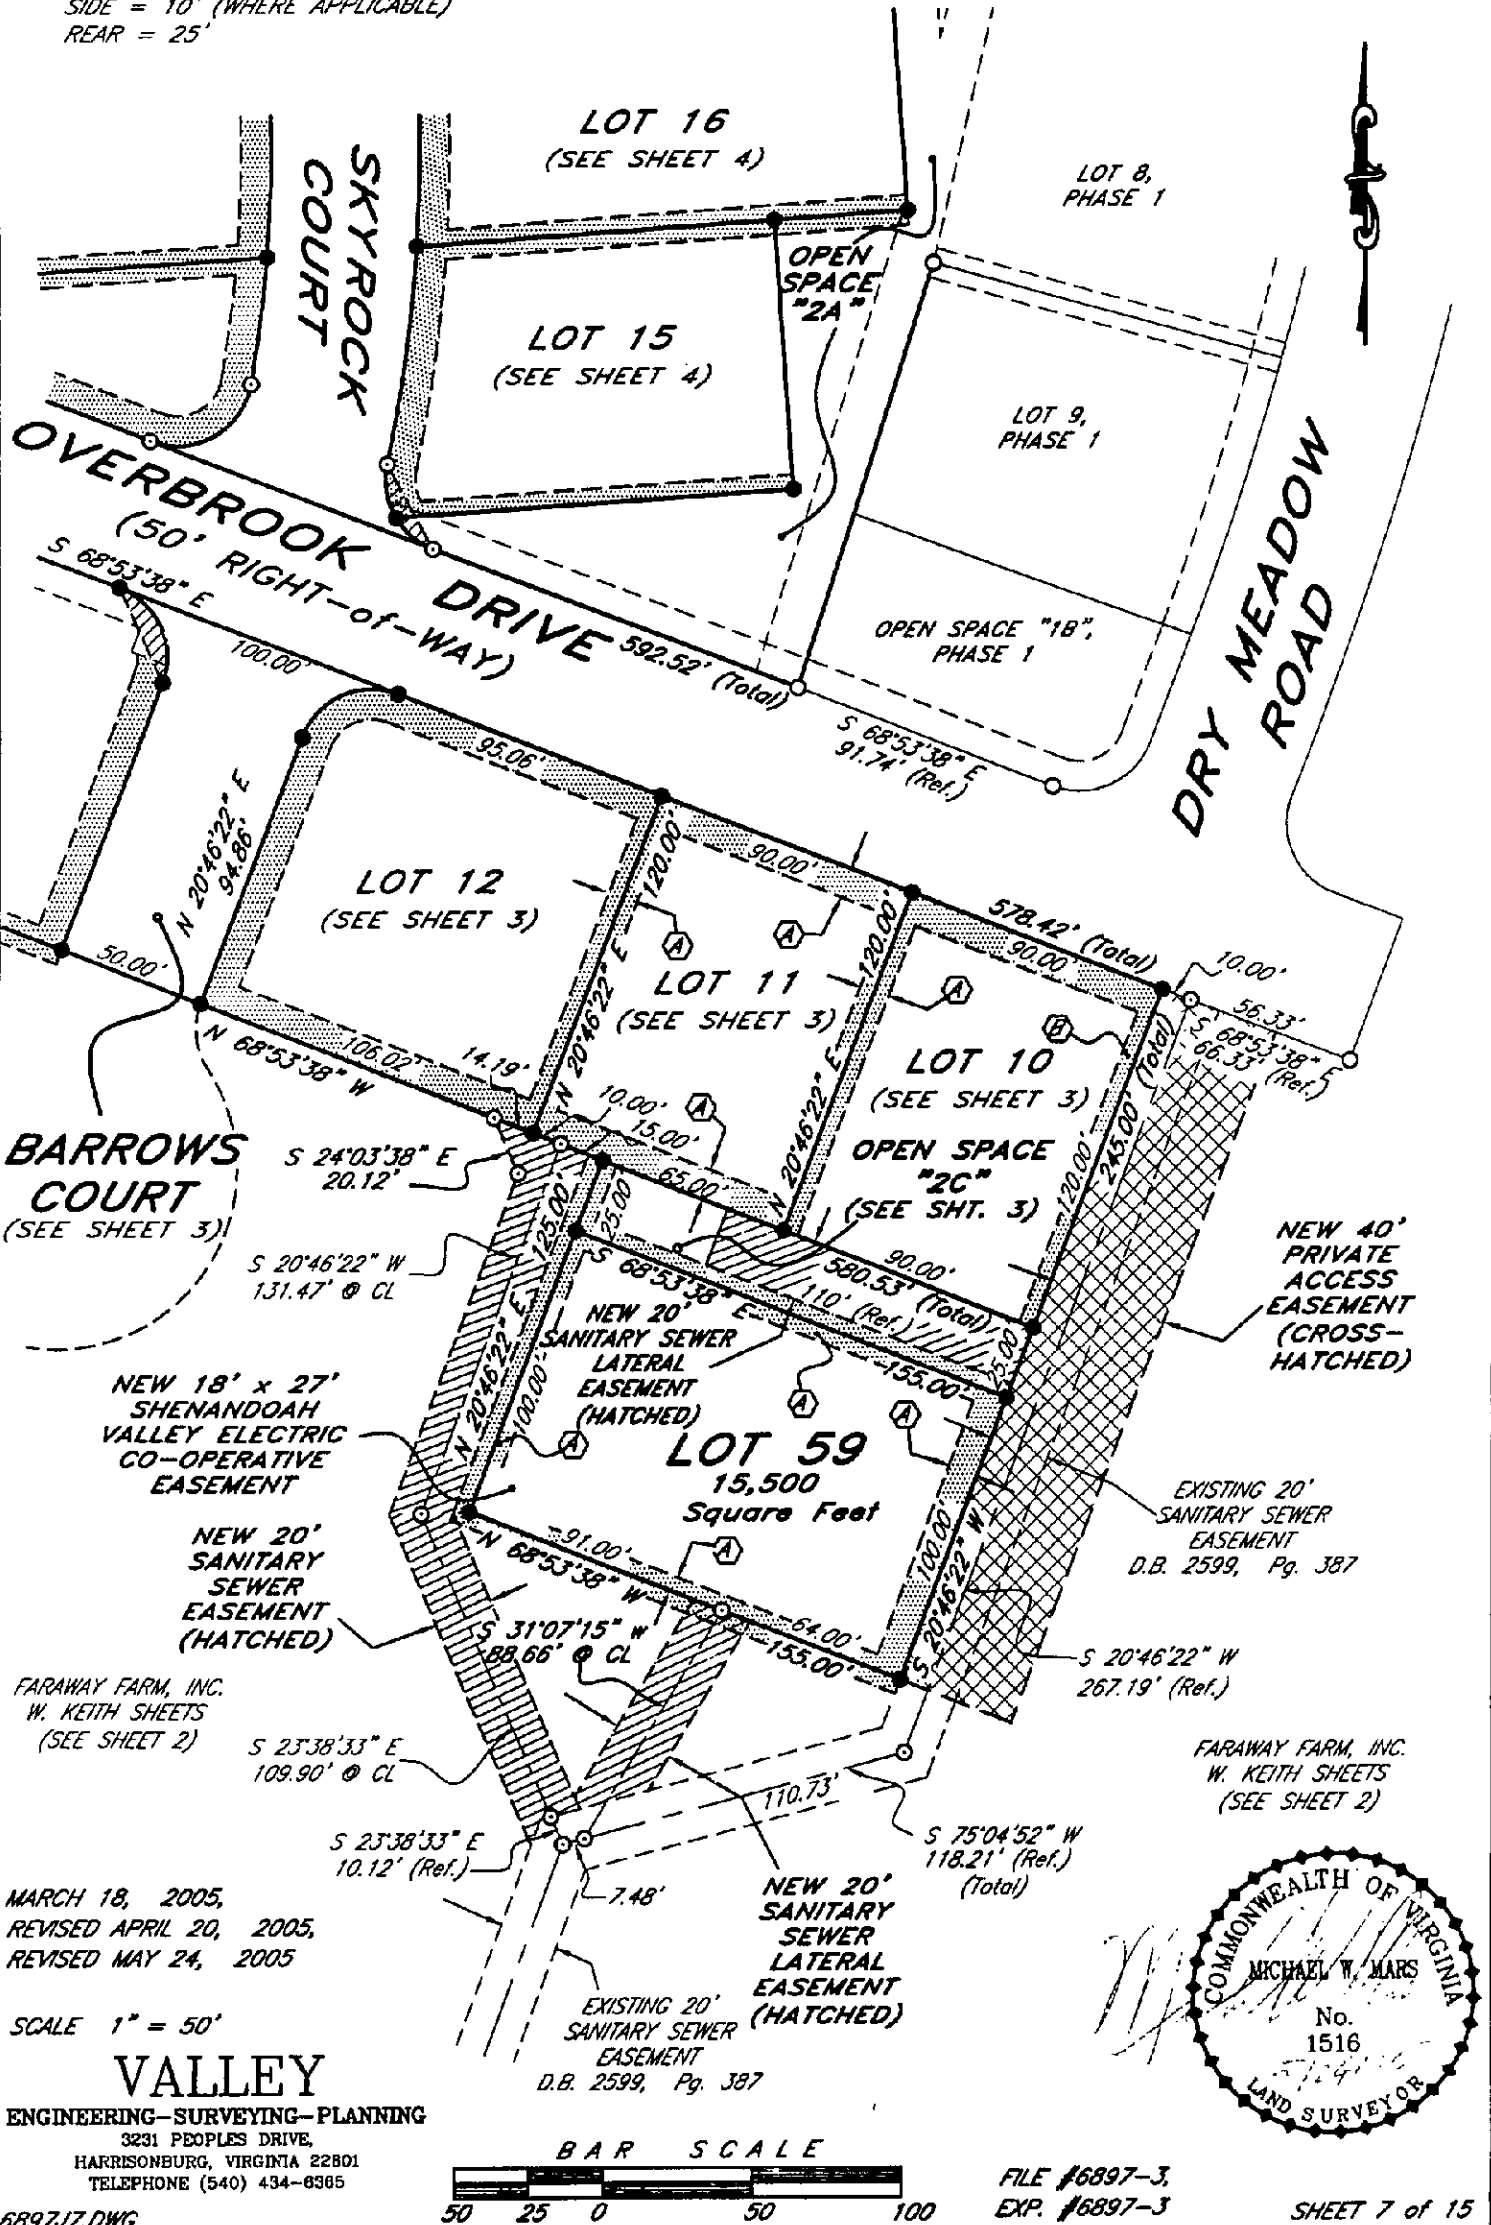 SIDE = 10' (WHERE APPLICABLE)
REAR = 25'
LOT 16
(SEE SHEET 4)
LOT 8,
PHASE 1
SKYROCK
COURT
OPEN
SPACE
"2A"
LOT 15
(SEE SHEET 4)
LOT 9,
PHASE 1
OVERBROOK DRIVE
(50' RIGHT-of-WAY)
S 68°53'38" E
100.00'
592.52' (Total)
OPEN SPACE "1B",
PHASE 1
DRY MEADOW
ROAD
S 68°53'38" E
91.74' (Ref.)
95.06'
N 20°46'22" E
94.86'
LOT 12
(SEE SHEET 3)
120.00'
90.00'
A
A
120.00'
578.42' (Total)
90.00'
10.00'
56.33'
S 68°53'38" E
66.33' (Ref.)
50.00'
LOT 11
(SEE SHEET 3)
A
B
N 20°46'22" E
N 68°53'38" W
106.02'
14.19'
LOT 10
(SEE SHEET 3)
245.00' (Total)
10.00'
15.00'
A
N 20°46'22" E
BARROWS
COURT
(SEE SHEET 3)
S 24°03'38" E
20.12'
65.00'
OPEN SPACE
"2C"
(SEE SHT. 3)
120.00'
125.00'
25.00'
NEW 40'
PRIVATE
ACCESS
EASEMENT
(CROSS-
HATCHED)
S 20°46'22" W
131.47' @ CL
S 68°53'38" E
90.00'
580.53' (Total)
110' (Ref.)
NEW 20'
SANITARY SEWER
LATERAL
EASEMENT
(HATCHED)
155.00'
25.00'
N 20°46'22" E
100.00'
A
A
A
NEW 18' x 27'
SHENANDOAH
VALLEY ELECTRIC
CO-OPERATIVE
EASEMENT
LOT 59
15,500
Square Feet
EXISTING 20'
SANITARY SEWER
EASEMENT
D.B. 2599, Pg. 387
NEW 20'
SANITARY
SEWER
EASEMENT
(HATCHED)
91.00'
N 68°53'38" W
A
100.00'
S 20°46'22" W
S 31°07'15" W
88.66' @ CL
64.00'
155.00'
S 20°46'22" W
267.19' (Ref.)
FARAWAY FARM, INC.
W. KEITH SHEETS
(SEE SHEET 2)
S 23°38'33" E
109.90' @ CL
FARAWAY FARM, INC.
W. KEITH SHEETS
(SEE SHEET 2)
110.73'
S 23°38'33" E
10.12' (Ref.)
S 75°04'52" W
118.21' (Ref.)
(Total)
7.48'
NEW 20'
SANITARY
SEWER
LATERAL
EASEMENT
(HATCHED)
MARCH 18, 2005,
REVISED APRIL 20, 2005,
REVISED MAY 24, 2005
COMMONWEALTH OF VIRGINIA
MICHAEL W. MARS
No.
1516
LAND SURVEYOR
EXISTING 20'
SANITARY SEWER
EASEMENT
D.B. 2599, Pg. 387
SCALE 1" = 50'
VALLEY
ENGINEERING-SURVEYING-PLANNING
3231 PEOPLES DRIVE,
HARRISONBURG, VIRGINIA 22801
TELEPHONE (540) 434-6365
BAR SCALE
50 25 0 50 100
FILE #6897-3,
EXP. #6897-3
SHEET 7 of 15